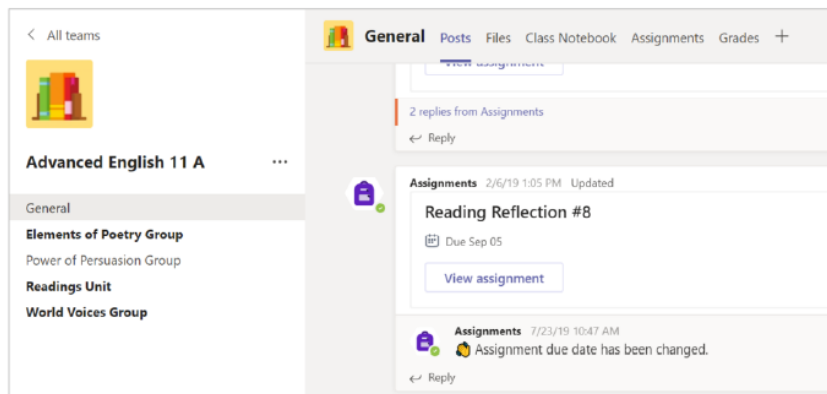 All teams
Advanced English 11 A
General
Elements of Poetry Group
Power of Persuasion Group
Readings Unit
World Voices Group
General Posts Files Class Notebook Assignments Grades
View assignment
2 replies from Assignments
Reply
Assignments 2/6/19 1:05 PM Updated
Reading Reflection #8
Due Sep 05
View assignment
Assignments 7/23/19 10:47 AM
Assignment due date has been changed.
Reply